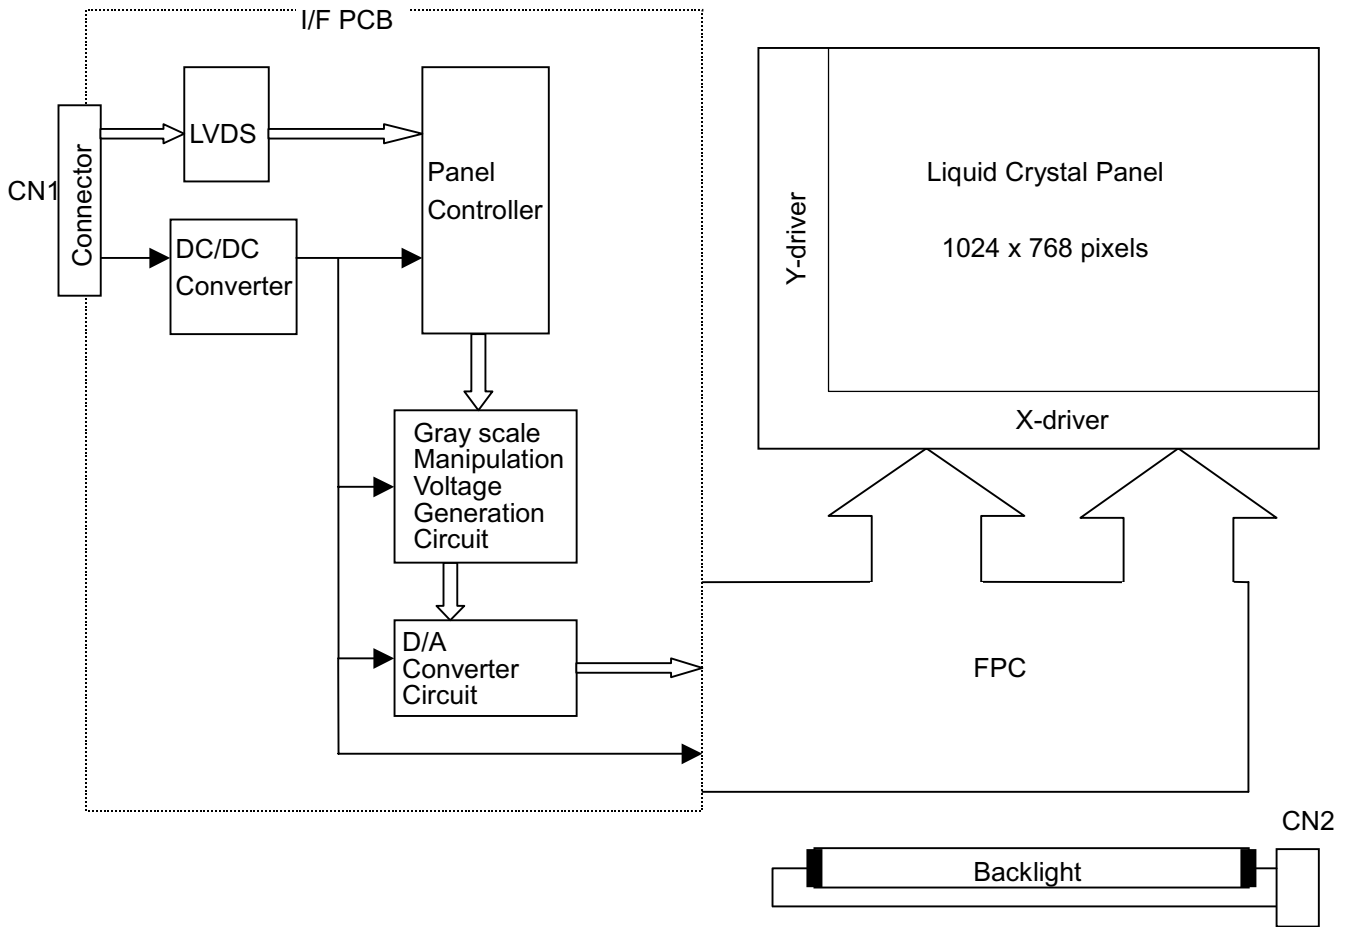 I/F PCB
LVDS
CN1
Connector
Panel
Controller
DC/DC
Converter
Gray scale
Manipulation
Voltage
Generation
Circuit
D/A
Converter
Circuit
Liquid Crystal Panel
1024 x 768 pixels
Y-driver
X-driver
FPC
CN2
Backlight